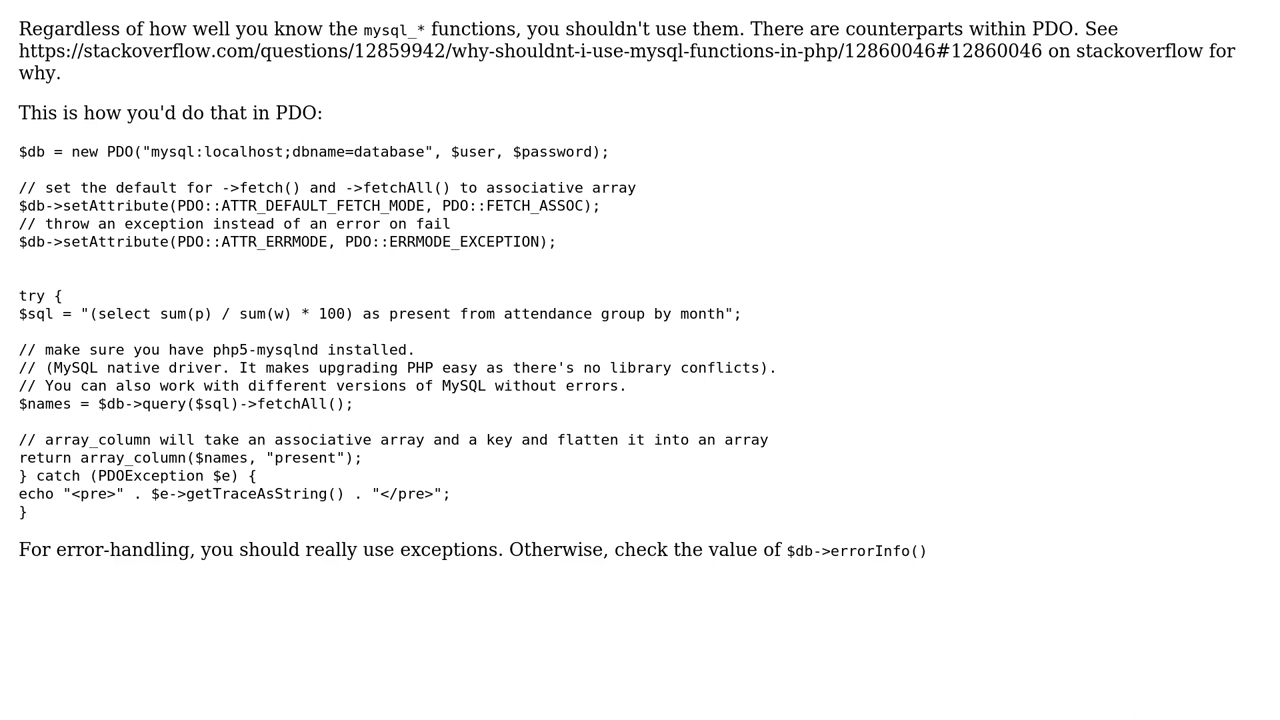 Regardless of how well you know the mysql_* functions, you shouldn't use them. There are counterparts within PDO. See
https://stackoverflow.com/questions/12859942/why-shouldnt-i-use-mysql-functions-in-php/12860046#12860046 on stackoverflow for
why.
This is how you'd do that in PDO:
$db = new PDO("mysql:localhost;dbname=database", $user, $password);
// set the default for ->fetch() and ->fetchAll() to associative array
$db->setAttribute(PDO::ATTR_DEFAULT_FETCH_MODE, PDO::FETCH_ASSOC);
// throw an exception instead of an error on fail
$db->setAttribute(PDO::ATTR_ERRMODE, PDO::ERRMODE_EXCEPTION);
try {
$sql = "(select sum(p) / sum(w) * 100) as present from attendance group by month";
// make sure you have php5-mysqlnd installed.
// (MySQL native driver. It makes upgrading PHP easy as there's no library conflicts).
// You can also work with different versions of MySQL without errors.
$names = $db->query($sql)->fetchAll();
// array_column will take an associative array and a key and flatten it into an array
return array_column($names, "present");
} catch (PDOException $e) {
echo "<pre>" . $e->getTraceAsString() . "</pre>";
}
For error-handling, you should really use exceptions. Otherwise, check the value of $db->errorInfo()